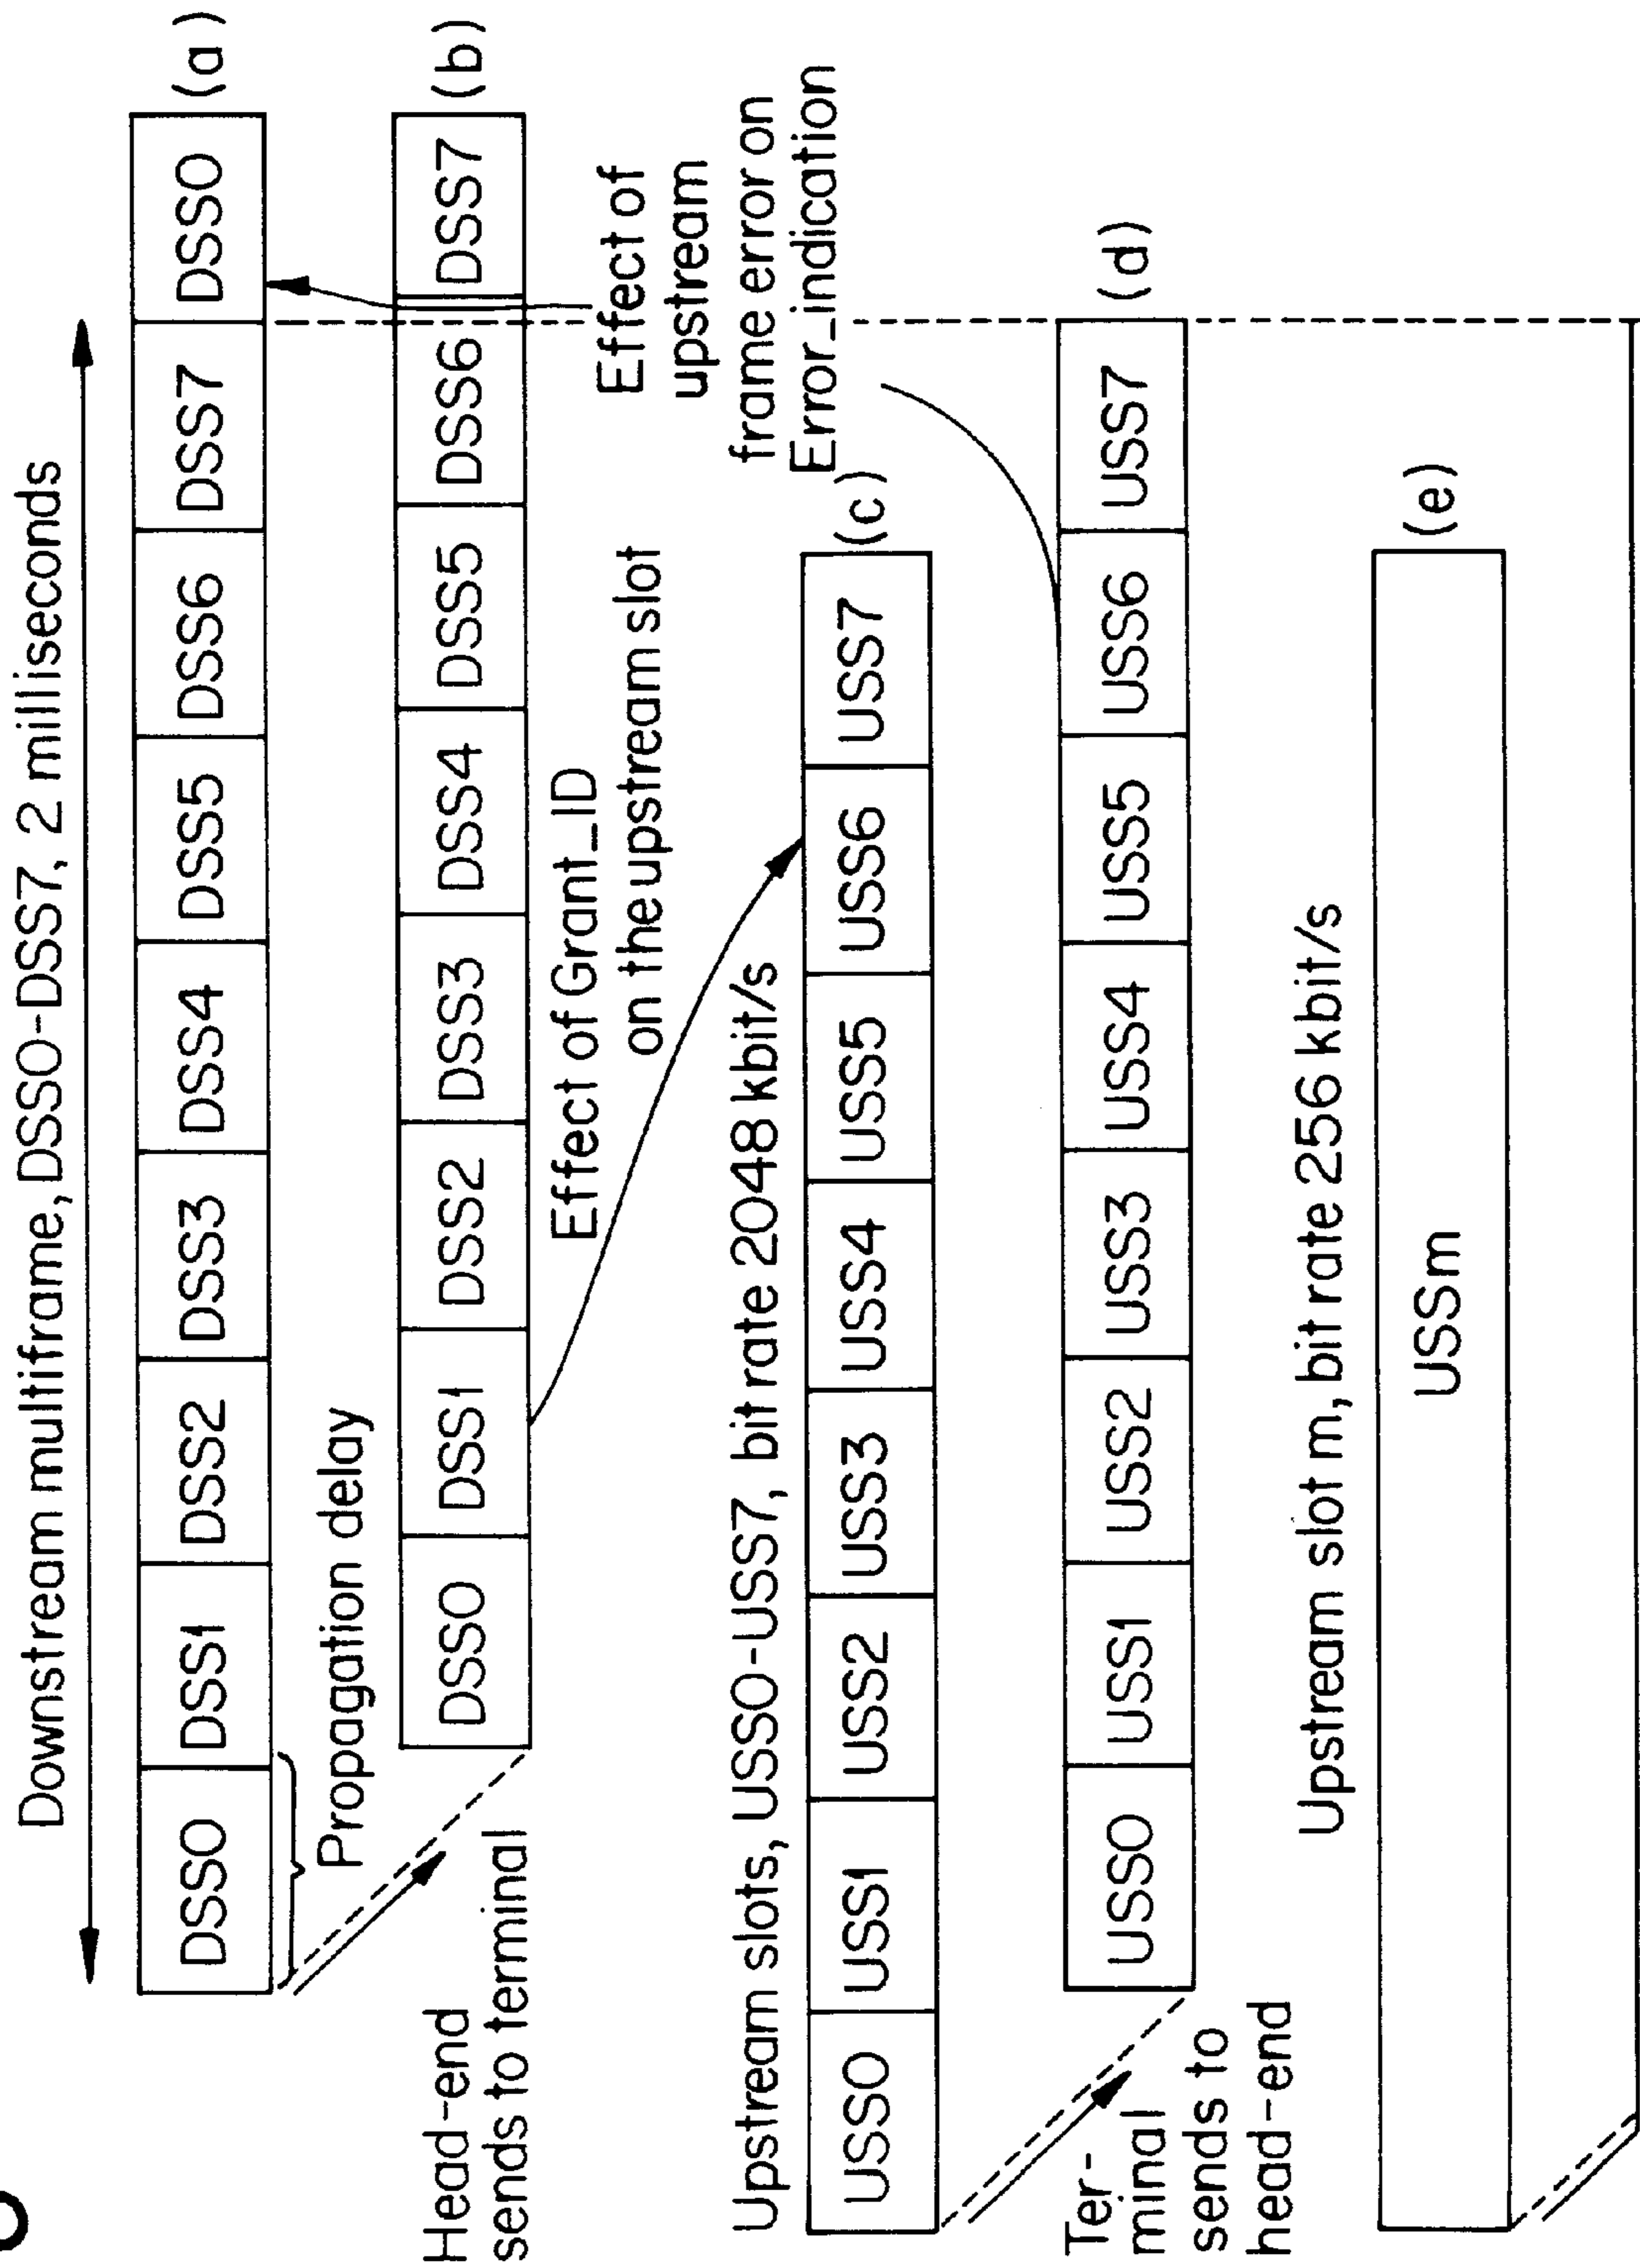 Downstream multiframe, DSS0-DSS7, 2 milliseconds
DSS0 DSS1 DSS2 DSS3 DSS4 DSS5 DSS6 DSS7 DSS0 (a)
Propagation delay
Head-end
sends to terminal
DSS0 DSS1 DSS2 DSS3 DSS4 DSS5 DSS6 DSS7 (b)
Effect of Grant_ID
on the upstream slot
Effect of
upstream
frame error on
Error_indication
Upstream slots, USS0-USS7, bit rate 2048 kbit/s
USS0 USS1 USS2 USS3 USS4 USS5 USS6 USS7 (c)
Ter-
minal
sends to
head-end
USS0 USS1 USS2 USS3 USS4 USS5 USS6 USS7 (d)
Upstream slot m, bit rate 256 kbit/s
USSm (e)